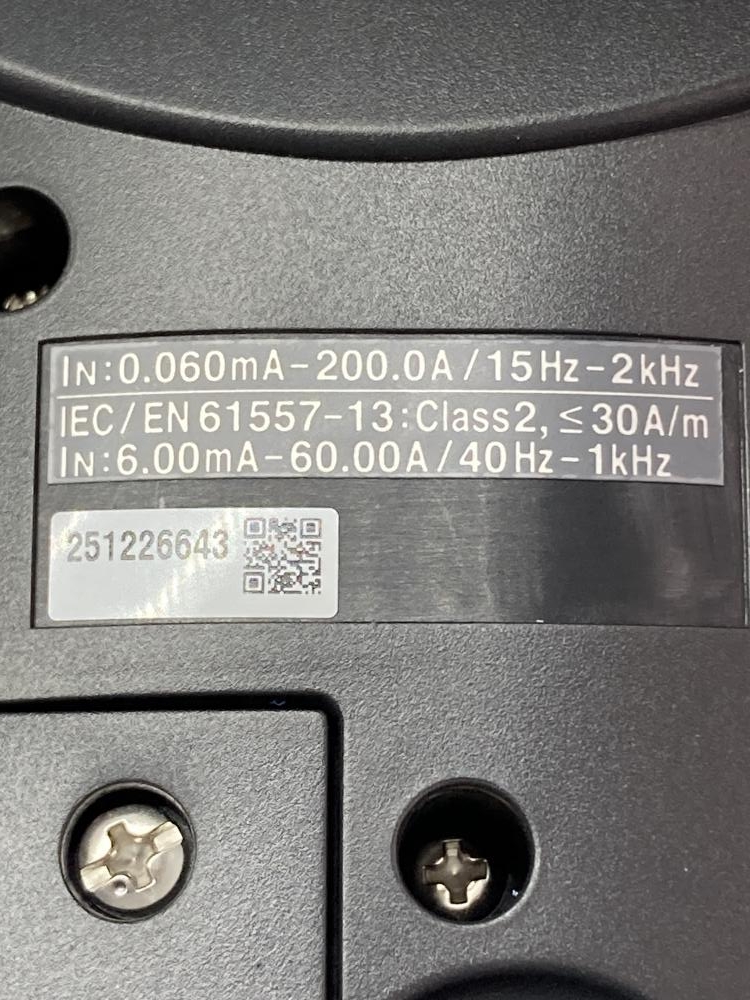 IN:0.060mA-200.0A/15Hz-2kHz
IEC/EN 61557-13:Class2,≤30A/m
IN:6.00mA-60.00A/40Hz-1kHz
251226643